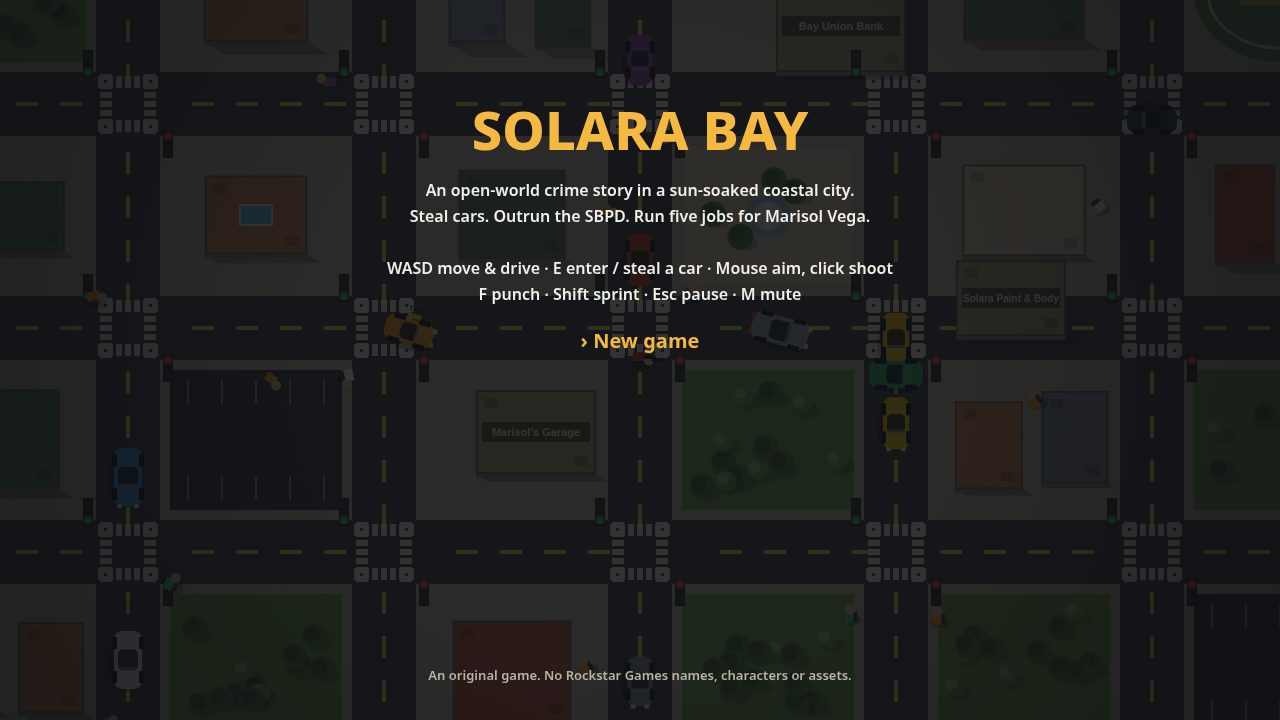 Bay Union Bank
SOLARA BAY
An open-world crime story in a sun-soaked coastal city.
Steal cars. Outrun the SBPD. Run five jobs for Marisol Vega.
WASD move & drive · E enter / steal a car · Mouse aim, click shoot
F punch · Shift sprint · Esc pause · M mute
Solara Paint & Body
› New game
Marisol's Garage
An original game. No Rockstar Games names, characters or assets.